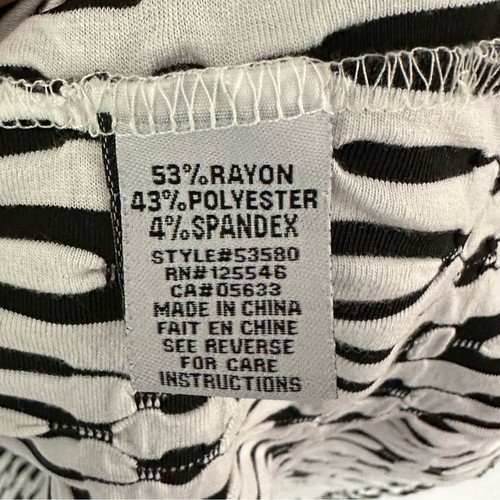 53%RAYON
43%POLYESTER
4%SPANDEX
STYLE#53580
RN#125546
CA#05633
MADE IN CHINA
FAIT EN CHINE
SEE REVERSE
FOR CARE
INSTRUCTIONS